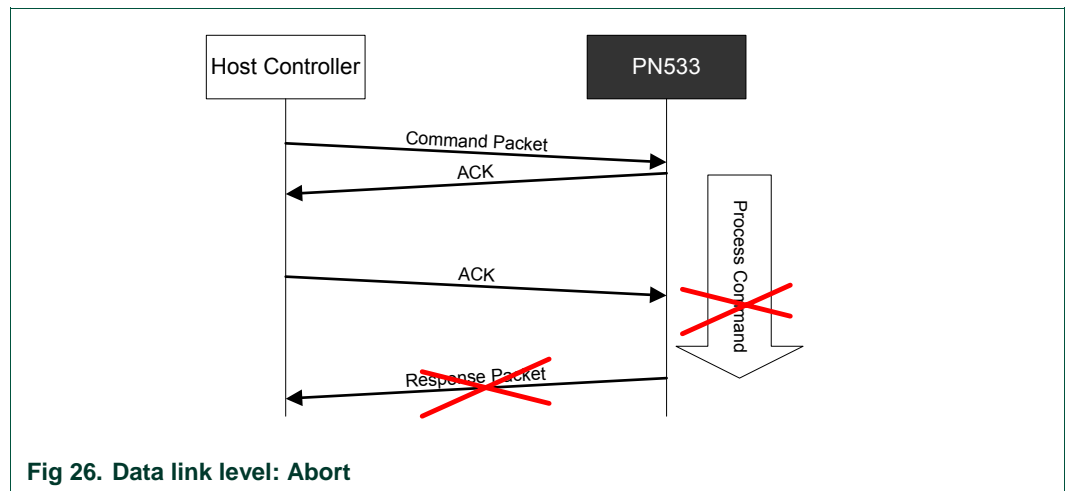 Host Controller
PN533
Command Packet
ACK
Process Command
ACK
Response Packet
Fig 26. Data link level: Abort